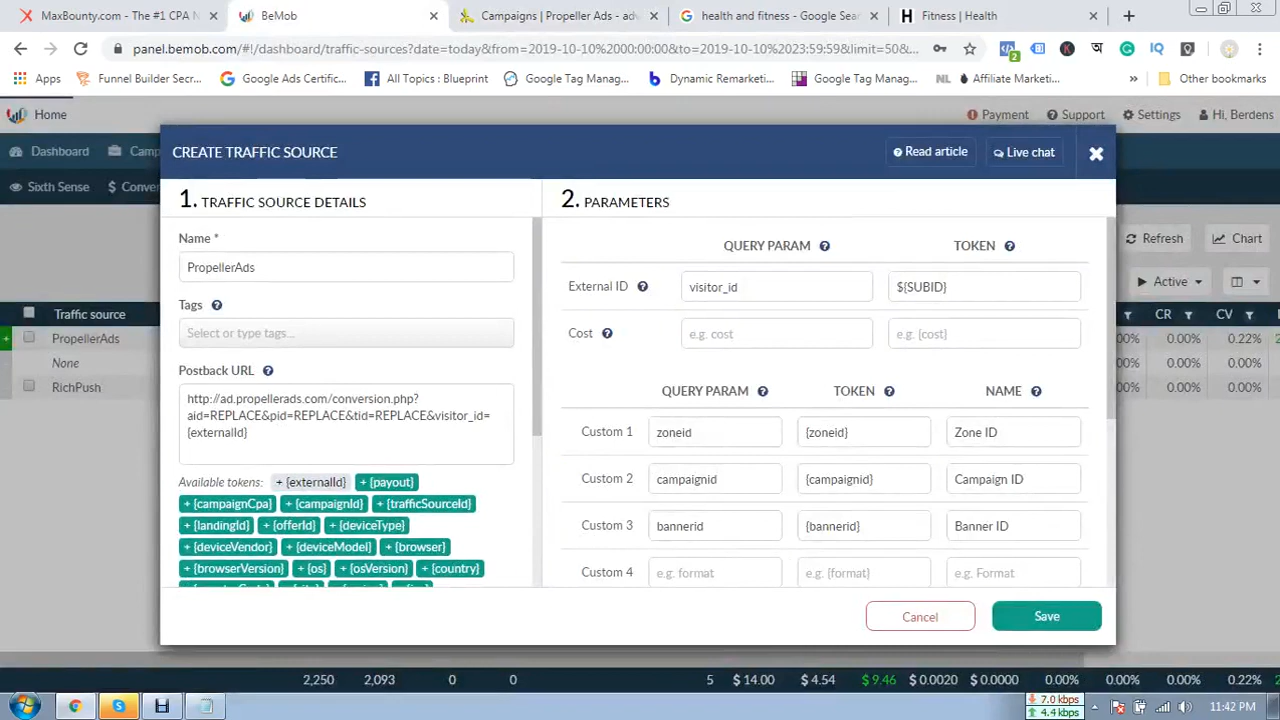 MaxBounty.com - The #1 CPA N
BeMob
Campaigns | Propeller Ads - adv
health and fitness - Google Sear
Fitness | Health
panel.bemob.com/#!/dashboard/traffic-sources?date=today&from=2019-10-10%2000:00:00&to=2019-10-10%2023:59:59&limit=50&...
Apps
Funnel Builder Secr...
Google Ads Certific...
All Topics : Blueprint
Google Tag Manag...
Dynamic Remarketi...
Google Tag Manag...
NL
Affiliate Marketi...
»
Other bookmarks
Home
Payment
Support
Settings
Hi, Berdens
Dashboard
Camp
Sixth Sense
Conver
CREATE TRAFFIC SOURCE
Read article
Live chat
1. TRAFFIC SOURCE DETAILS
2. PARAMETERS
Name *
PropellerAds
Tags
Select or type tags...
Postback URL
http://ad.propellerads.com/conversion.php?
aid=REPLACE&pid=REPLACE&tid=REPLACE&visitor_id=
{externalId}
Available tokens: + {externalId} + {payout}
+ {campaignCpa} + {campaignId} + {trafficSourceId}
+ {landingId} + {offerId} + {deviceType}
+ {deviceVendor} + {deviceModel} + {browser}
+ {browserVersion} + {os} + {osVersion} + {country}
QUERY PARAM TOKEN
External ID visitor_id ${SUBID}
Cost e.g. cost e.g. {cost}
QUERY PARAM TOKEN NAME
Custom 1 zoneid {zoneid} Zone ID
Custom 2 campaignid {campaignid} Campaign ID
Custom 3 bannerid {bannerid} Banner ID
Custom 4 e.g. format e.g. {format} e.g. Format
Cancel
Save
Refresh
Chart
Active
Traffic source
PropellerAds
None
RichPush
CR CV
0.00% 0.22%
0.00% 0.00%
0.00% 0.00%
2,250 2,093 0 0 5 $ 14.00 $ 4.54 $ 9.46 $ 0.0020 $ 0.0000 0.00% 0.00% 0.22%
7.0 kbps
4.4 kbps
11:42 PM